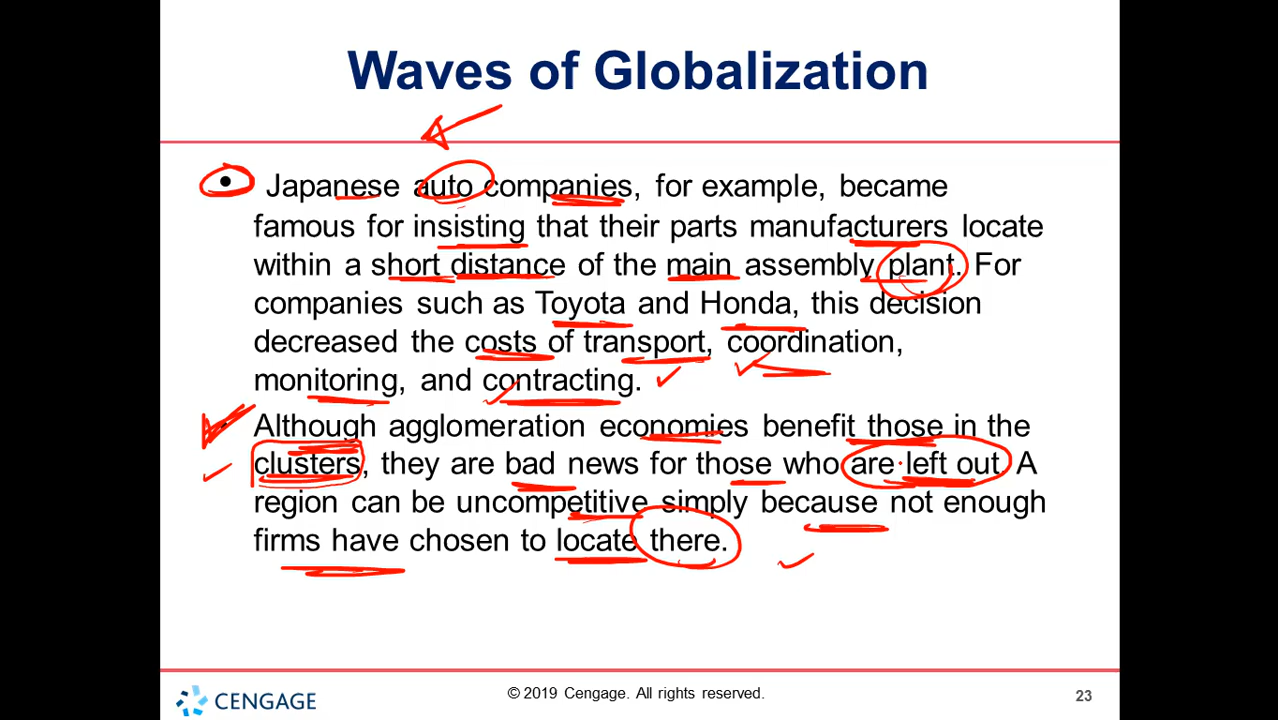 Waves of Globalization
• Japanese auto companies, for example, became
famous for insisting that their parts manufacturers locate
within a short distance of the main assembly plant. For
companies such as Toyota and Honda, this decision
decreased the costs of transport, coordination,
monitoring, and contracting.
Although agglomeration economies benefit those in the
clusters, they are bad news for those who are left out. A
region can be uncompetitive simply because not enough
firms have chosen to locate there.
CENGAGE
© 2019 Cengage. All rights reserved.
23